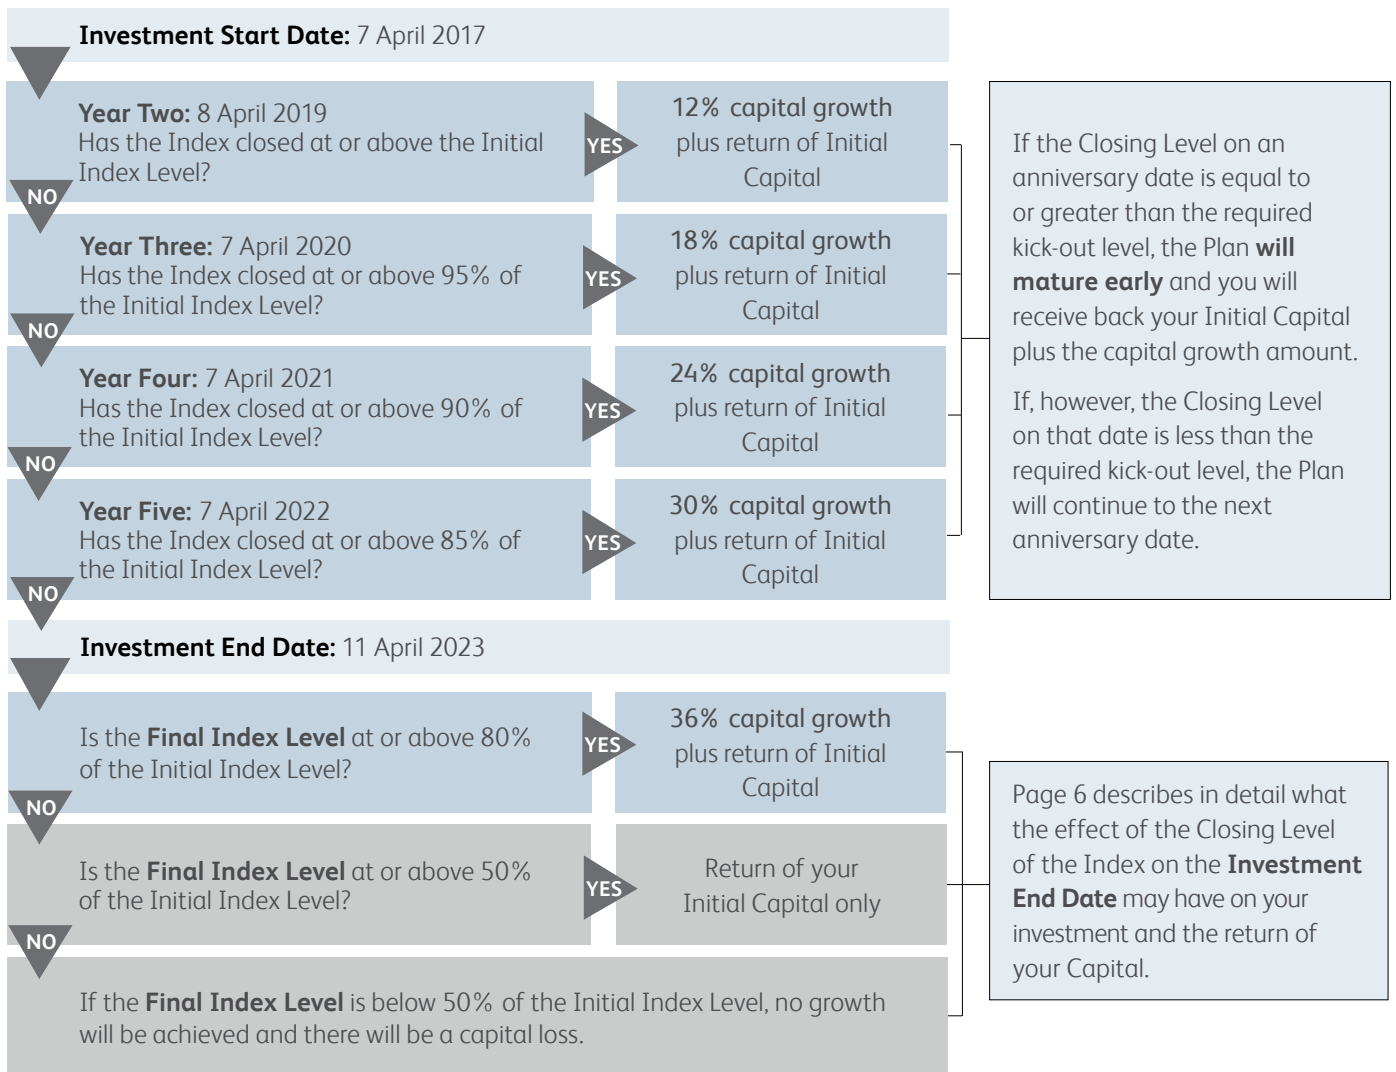 Investment Start Date: 7 April 2017
Year Two: 8 April 2019
Has the Index closed at or above the Initial
Index Level?
YES
12% capital growth
plus return of Initial
Capital
NO
Year Three: 7 April 2020
Has the Index closed at or above 95% of
the Initial Index Level?
YES
18% capital growth
plus return of Initial
Capital
NO
Year Four: 7 April 2021
Has the Index closed at or above 90% of
the Initial Index Level?
YES
24% capital growth
plus return of Initial
Capital
NO
Year Five: 7 April 2022
Has the Index closed at or above 85% of
the Initial Index Level?
YES
30% capital growth
plus return of Initial
Capital
NO
If the Closing Level on an
anniversary date is equal to
or greater than the required
kick-out level, the Plan will
mature early and you will
receive back your Initial Capital
plus the capital growth amount.
If, however, the Closing Level
on that date is less than the
required kick-out level, the Plan
will continue to the next
anniversary date.
Investment End Date: 11 April 2023
Is the Final Index Level at or above 80%
of the Initial Index Level?
YES
36% capital growth
plus return of Initial
Capital
NO
Is the Final Index Level at or above 50%
of the Initial Index Level?
YES
Return of your
Initial Capital only
NO
If the Final Index Level is below 50% of the Initial Index Level, no growth
will be achieved and there will be a capital loss.
Page 6 describes in detail what
the effect of the Closing Level
of the Index on the Investment
End Date may have on your
investment and the return of
your Capital.